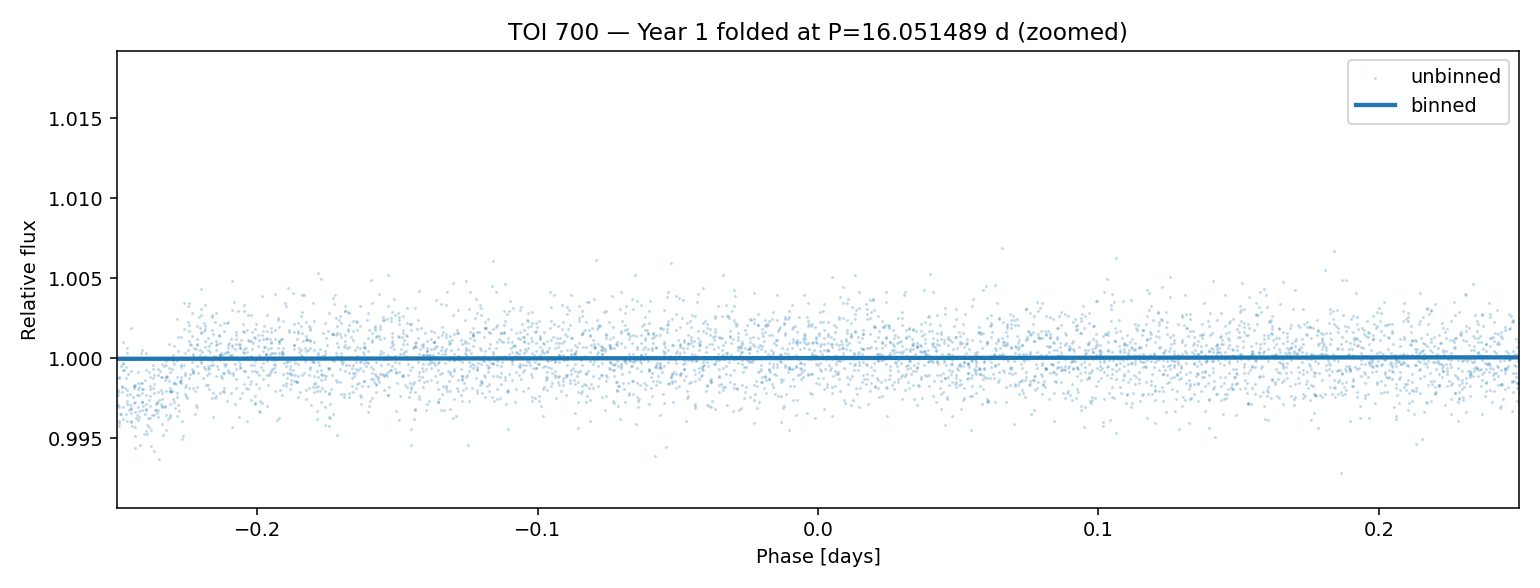 TOI 700 — Year 1 folded at P=16.051489 d (zoomed)
unbinned
binned
Relative flux
1.015
1.010
1.005
1.000
0.995
−0.2
−0.1
0.0
0.1
0.2
Phase [days]